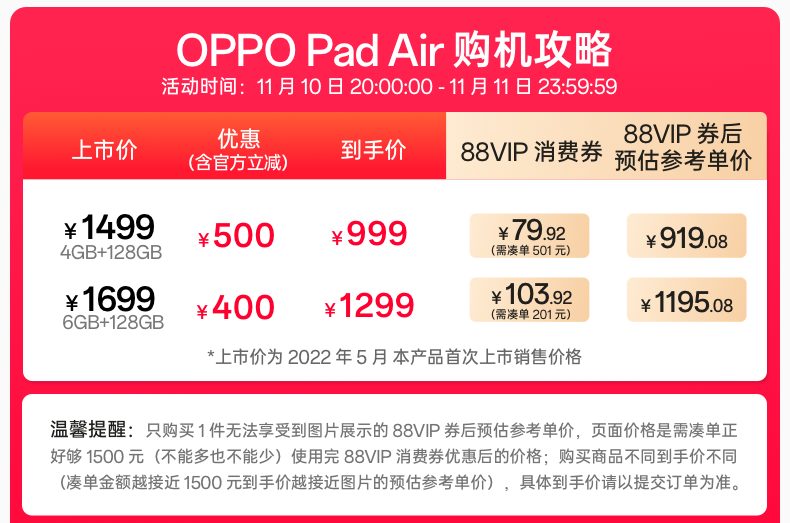 OPPO Pad Air 购机攻略
活动时间：11 月 10 日 20:00:00 - 11 月 11 日 23:59:59
上市价 优惠 到手价 88VIP 消费券 88VIP 券后
(含官方立减) 预估参考单价
¥1499 ¥500 ¥999 ¥79.92 ¥919.08
4GB+128GB (需凑单 501 元)
¥1699 ¥400 ¥1299 ¥103.92 ¥1195.08
6GB+128GB (需凑单 201 元)
*上市价为 2022 年 5 月 本产品首次上市销售价格
温馨提醒：只购买 1 件无法享受到图片展示的 88VIP 券后预估参考单价，页面价格是需凑单正
好够 1500 元（不能多也不能少）使用完 88VIP 消费券优惠后的价格；购买商品不同到手价不同
（凑单金额越接近 1500 元到手价越接近图片的预估参考单价），具体到手价请以提交订单为准。